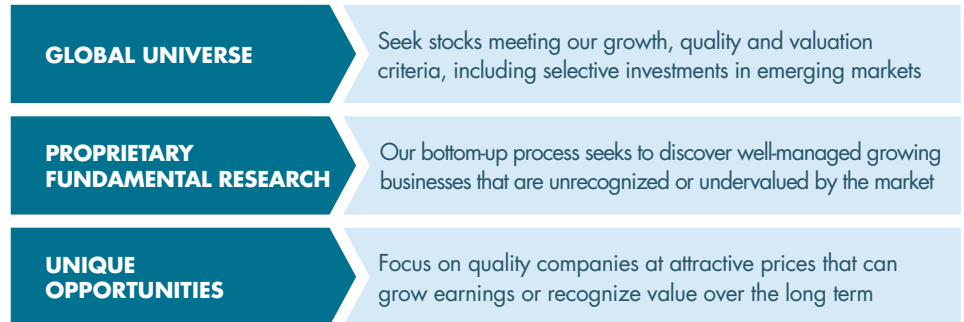 GLOBAL UNIVERSE
Seek stocks meeting our growth, quality and valuation
criteria, including selective investments in emerging markets
PROPRIETARY
FUNDAMENTAL RESEARCH
Our bottom-up process seeks to discover well-managed growing
businesses that are unrecognized or undervalued by the market
UNIQUE
OPPORTUNITIES
Focus on quality companies at attractive prices that can
grow earnings or recognize value over the long term